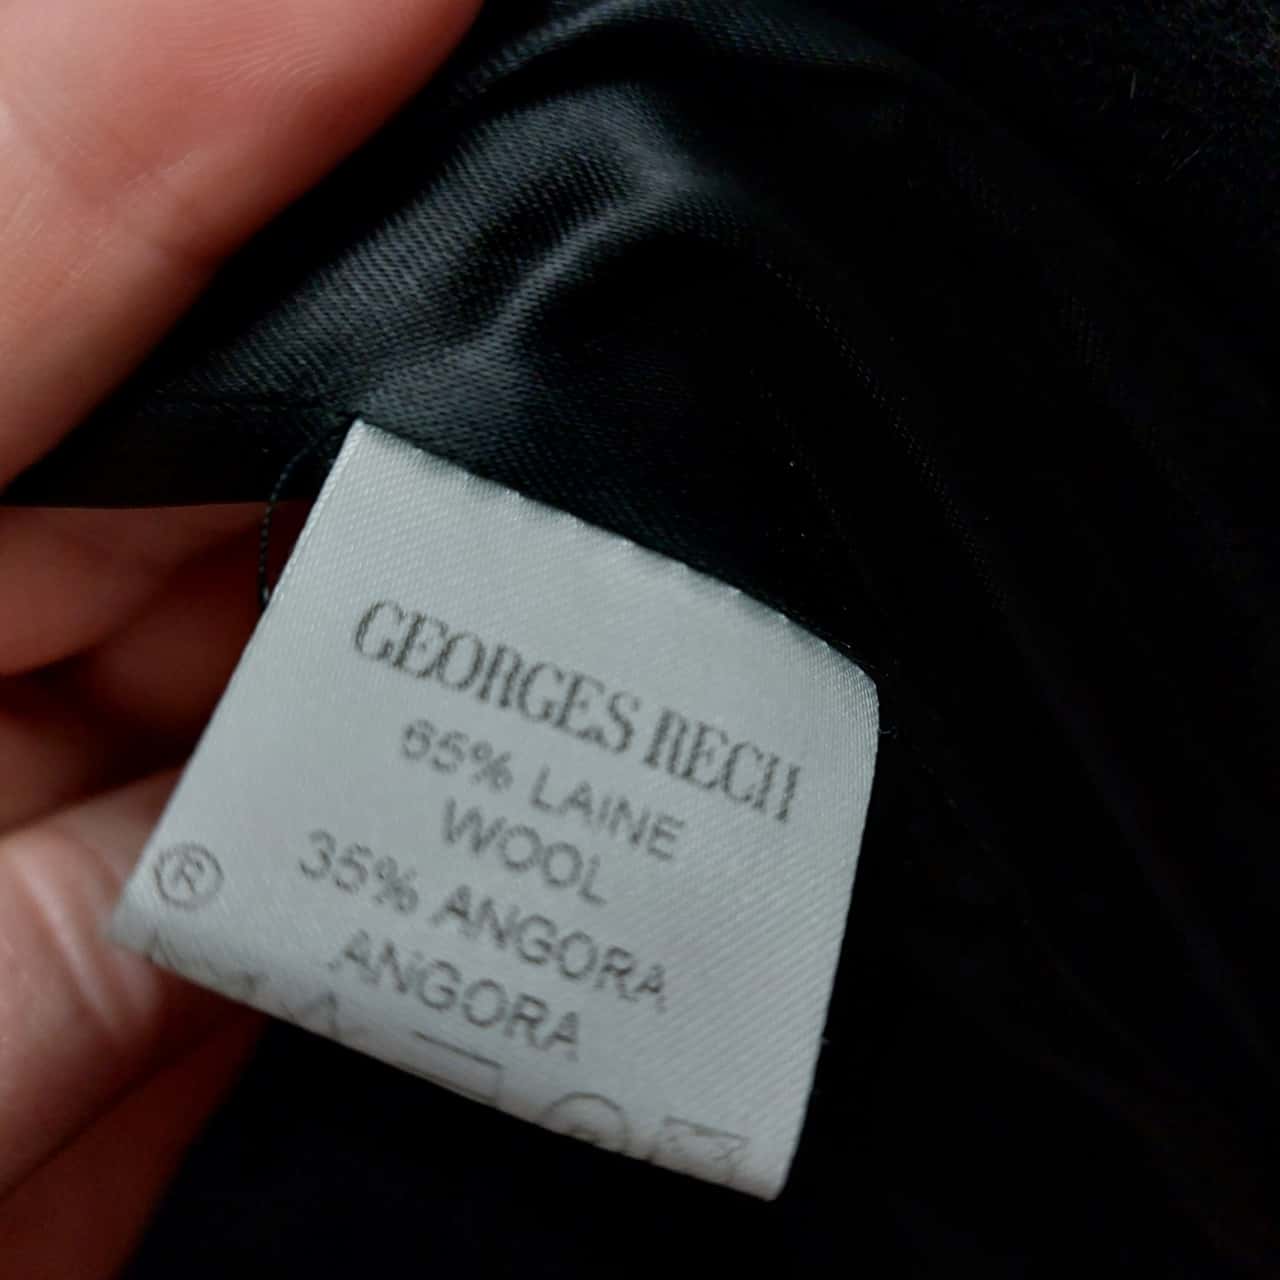 GEORGES RECH
65% LAINE
WOOL
35% ANGORA
ANGORA
®